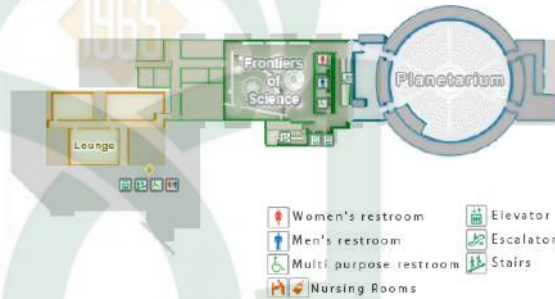 1965
Frontiers
of
Science
Planetarium
Lounge
Women's restroom
Elevator
Men's restroom
Escalator
Multi purpose restroom
Stairs
Nursing Rooms